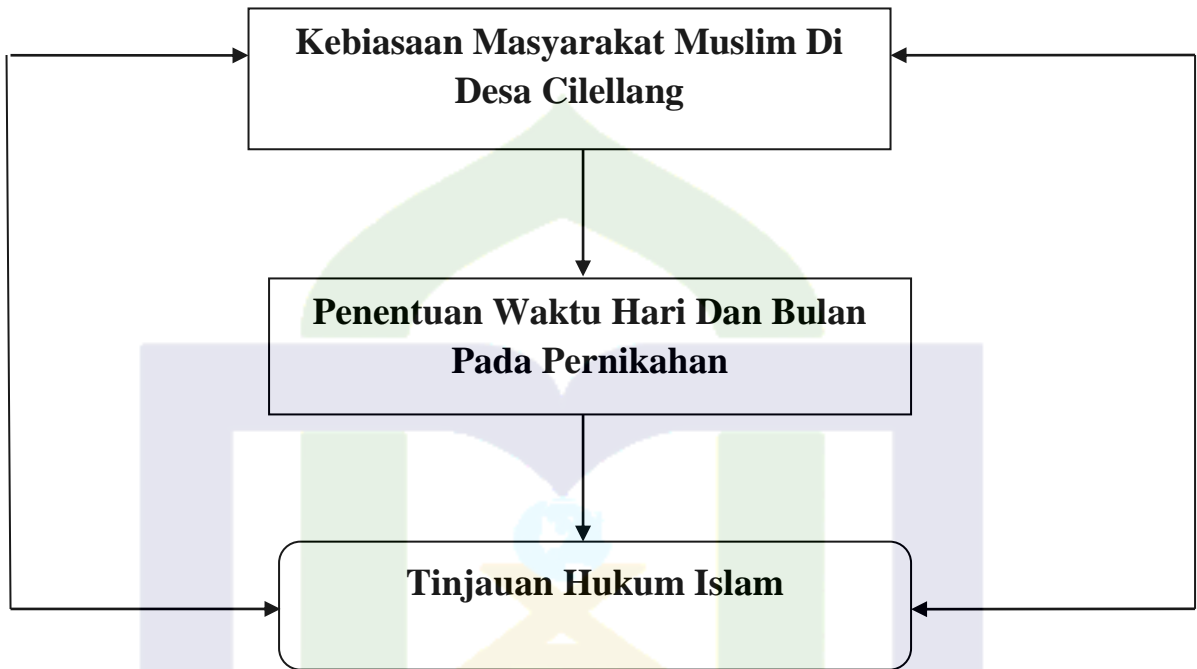 Kebiasaan Masyarakat Muslim Di
Desa Cilellang
Penentuan Waktu Hari Dan Bulan
Pada Pernikahan
Tinjauan Hukum Islam